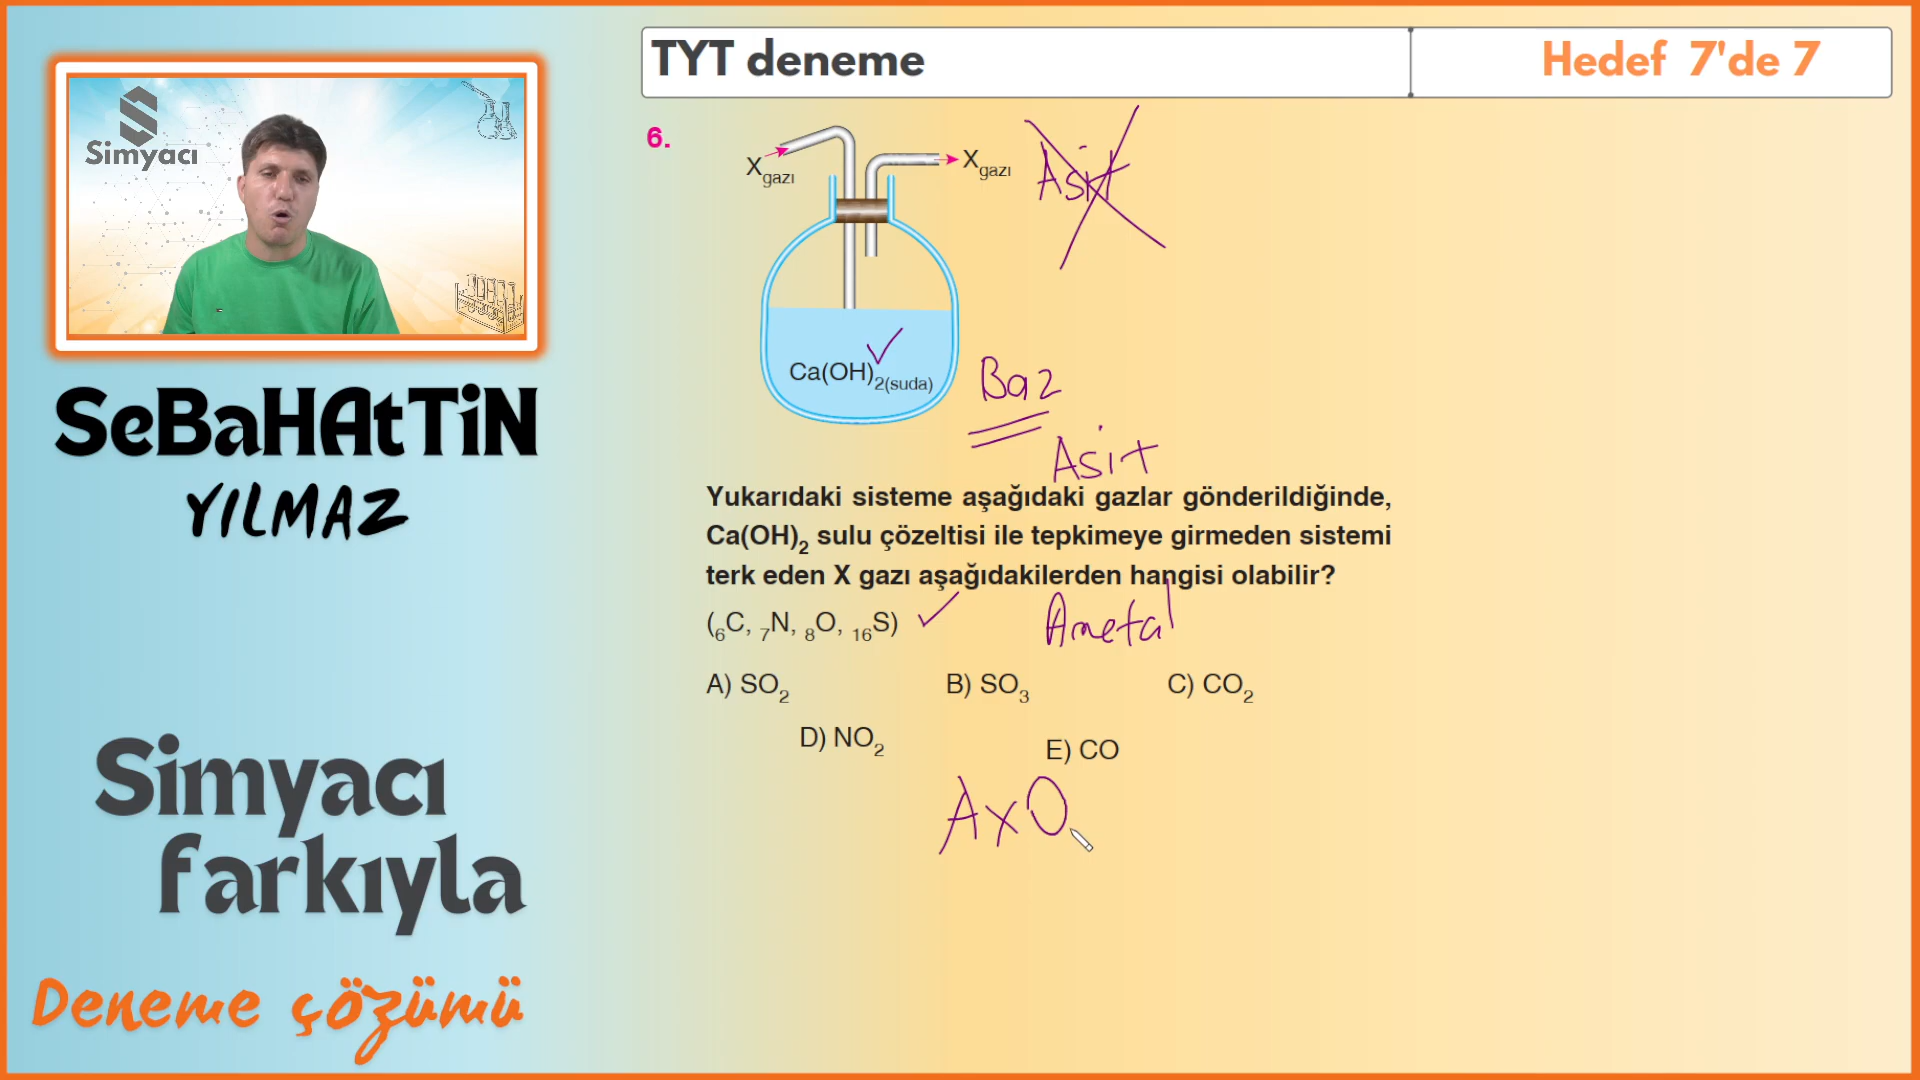 TYT deneme
Hedef 7'de 7
Simyacı
6.
X gazı
X gazı
Asit
Ca(OH)2(suda)
Baz
Asit
Yukarıdaki sisteme aşağıdaki gazlar gönderildiğinde,
Ca(OH)2 sulu çözeltisi ile tepkimeye girmeden sistemi
terk eden X gazı aşağıdakilerden hangisi olabilir?
(6C, 7N, 8O, 16S)
Ametal
A) SO2
B) SO3
C) CO2
D) NO2
E) CO
AxO
SeBaHAtTiN
YILMAZ
Simyacı
farkıyla
Deneme çözümü